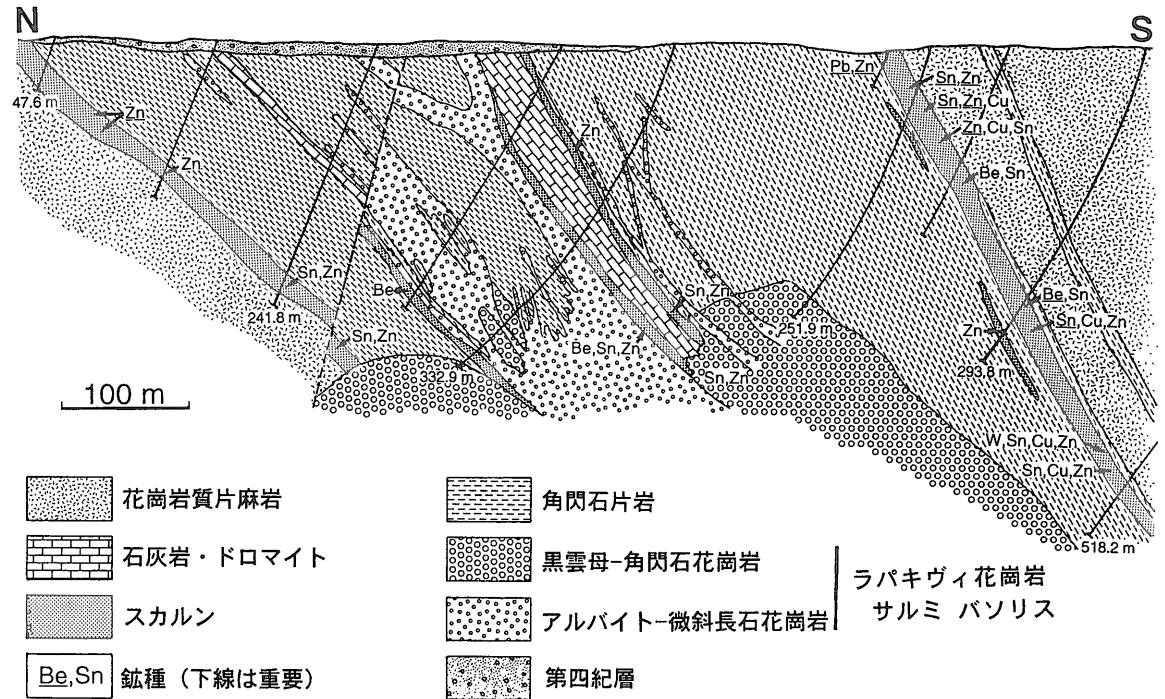 N
S
Pb,Zn
Sn,Zn
Sn,Zn,Cu
Zn,Cu,Sn
Be,Sn
47.6 m
Zn
Zn
Zn
Sn,Zn
241.8 m
Sn,Zn
Be
332.9 m
Be,Sn,Zn
Sn,Zn
Sn,Zn
251.9 m
Be,Sn
Sn,Cu,Zn
Zn
293.8 m
W,Sn,Cu,Zn
Sn,Cu,Zn
518.2 m
100 m
花崗岩質片麻岩
石灰岩・ドロマイト
スカルン
Be,Sn 鉱種（下線は重要）
角閃石片岩
黒雲母−角閃石花崗岩
アルバイト−微斜長石花崗岩
第四紀層
ラパキヴィ花崗岩
サルミ バソリス